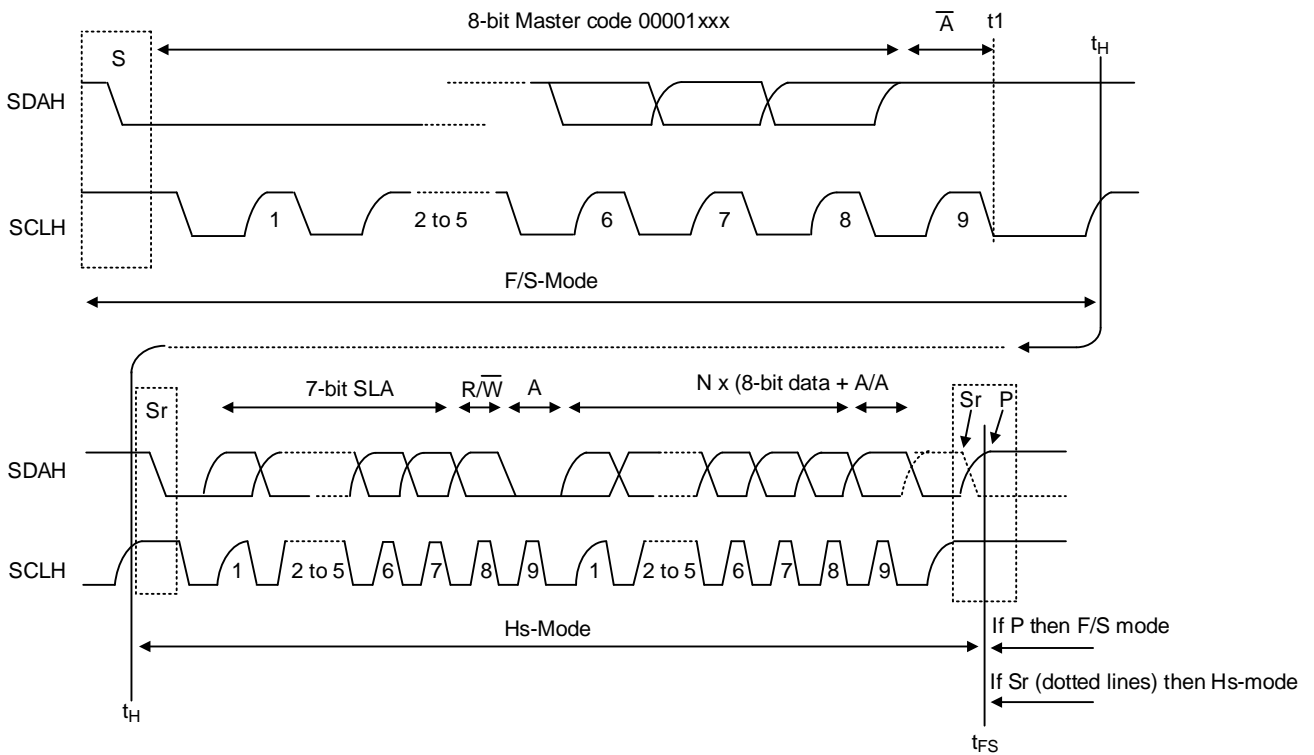 8-bit Master code 00001xxx
A̅
t1
S
tH
SDAH
SCLH
1
2 to 5
6
7
8
9
F/S-Mode
7-bit SLA
R/W̅
A
N x (8-bit data + A/A
Sr
Sr
P
SDAH
SCLH
1
2 to 5
6
7
8
9
1
2 to 5
6
7
8
9
Hs-Mode
If P then F/S mode
If Sr (dotted lines) then Hs-mode
tH
tFS